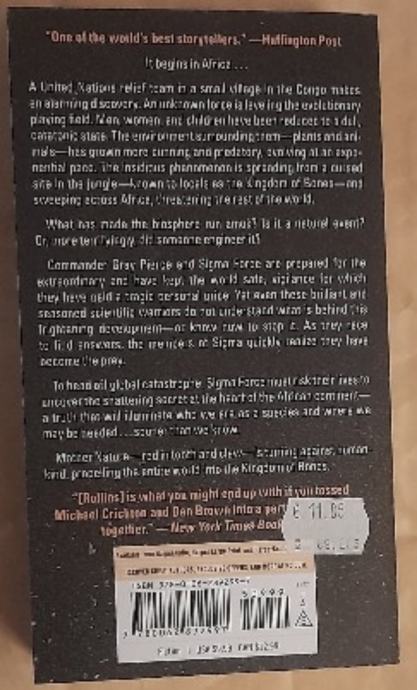 "One of the world's best storytellers." —Huffington Post
It begins in Africa . . .
A United Nations relief team in a small village in the Congo makes
an alarming discovery. An unknown force is leveling the evolutionary
playing field. Men, women, and children have been reduced to a dull,
catatonic state. The environment surrounding them—plants and ani-
mals—has grown more cunning and predatory, evolving at an expo-
nential pace. The insidious phenomenon is spreading from a cursed
site in the jungle—known to locals as the Kingdom of Bones—and
sweeping across Africa, threatening the rest of the world.
What has made the biosphere run amok? Is it a natural event?
Or, more terrifyingly, did someone engineer it?
Commander Gray Pierce and Sigma Force are prepared for the
extraordinary and have kept the world safe, vigilance for which
they have paid a tragic personal price. Yet even these brilliant and
seasoned scientific warriors do not understand what is behind this
frightening development—or know how to stop it. As they race
to find answers, the members of Sigma quickly realize they have
become the prey.
To head off global catastrophe, Sigma Force must risk their lives to
uncover the shattering secret at the heart of the African continent—
a truth that will illuminate who we are as a species and where we
may be headed . . . sooner than we know.
Mother Nature—red in tooth and claw—is turning against human-
kind, propelling the entire world into the Kingdom of Bones.
"[Rollins] is what you might end up with if you tossed
Michael Crichton and Dan Brown into a
together." — New York Times Book
€ 11.85
ISBN